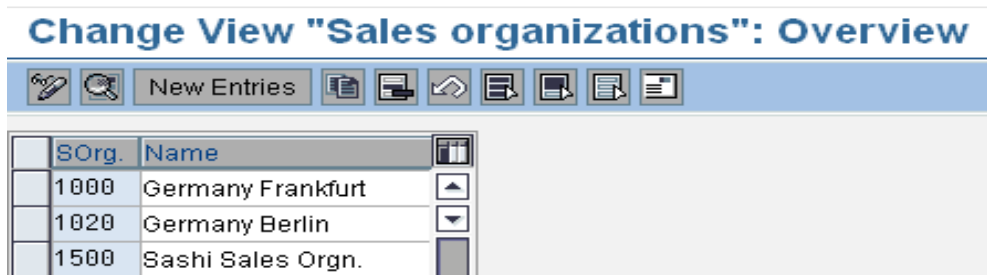 Change View "Sales organizations": Overview
New Entries
SOrg. Name
1000 Germany Frankfurt
1020 Germany Berlin
1500 Sashi Sales Orgn.